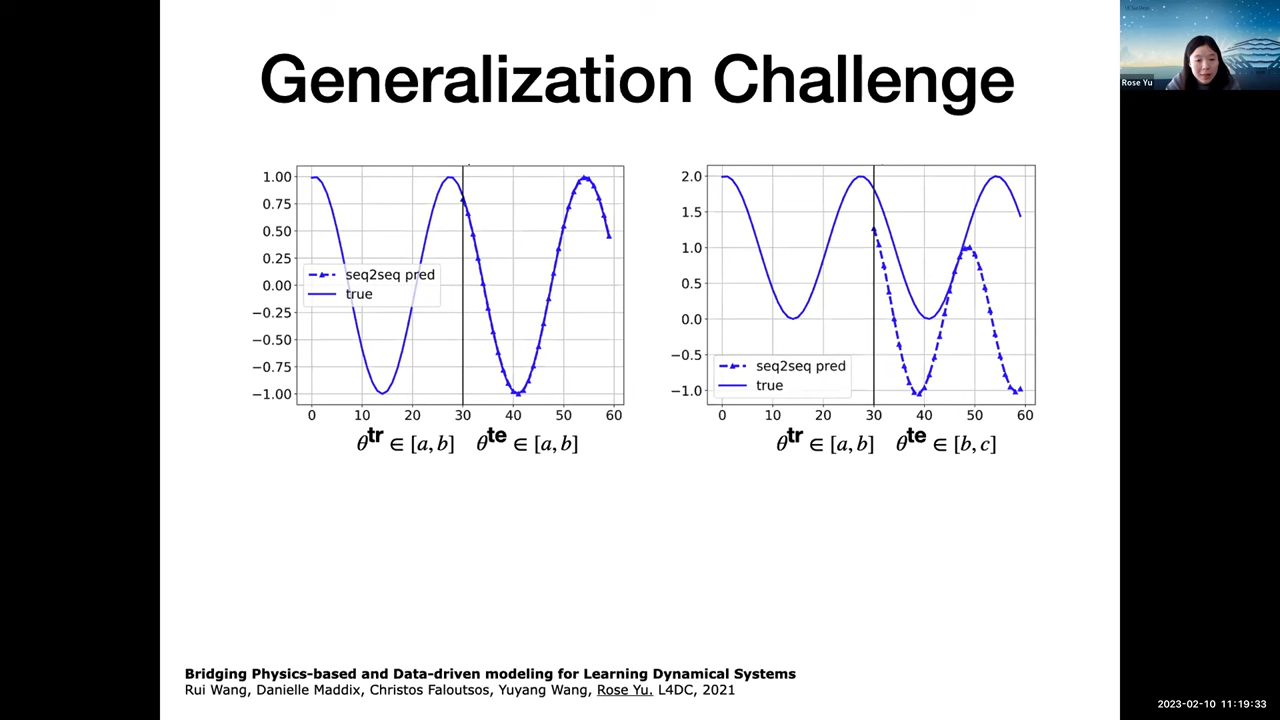 Generalization Challenge
Rose Yu
1.00
0.75
0.50
0.25
0.00
−0.25
−0.50
−0.75
−1.00
seq2seq pred
true
0 10 20 30 40 50 60
θtr ∈ [a, b] θte ∈ [a, b]
2.0
1.5
1.0
0.5
0.0
−0.5
−1.0
seq2seq pred
true
0 10 20 30 40 50 60
θtr ∈ [a, b] θte ∈ [b, c]
Bridging Physics-based and Data-driven modeling for Learning Dynamical Systems
Rui Wang, Danielle Maddix, Christos Faloutsos, Yuyang Wang, Rose Yu. L4DC, 2021
2023-02-10 11:19:33